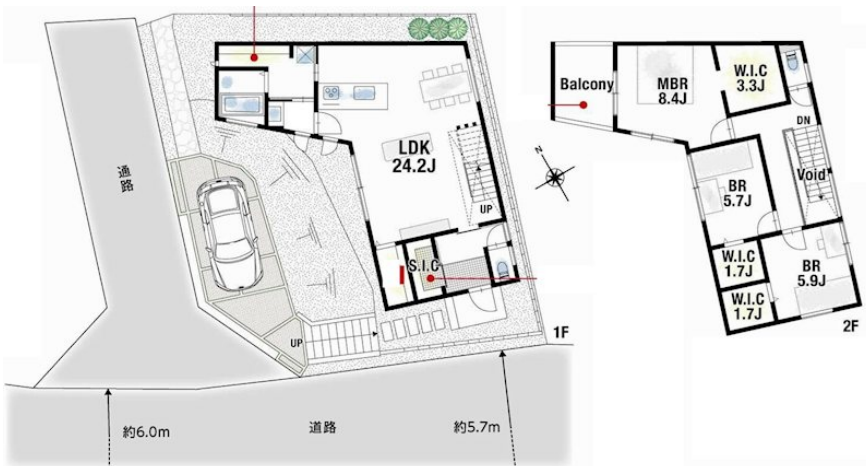 通路
LDK
24.2J
UP
S.I.C
UP
1F
約6.0m
道路
約5.7m
N
Balcony
MBR
8.4J
W.I.C
3.3J
DN
Void
BR
5.7J
W.I.C
1.7J
BR
5.9J
W.I.C
1.7J
2F